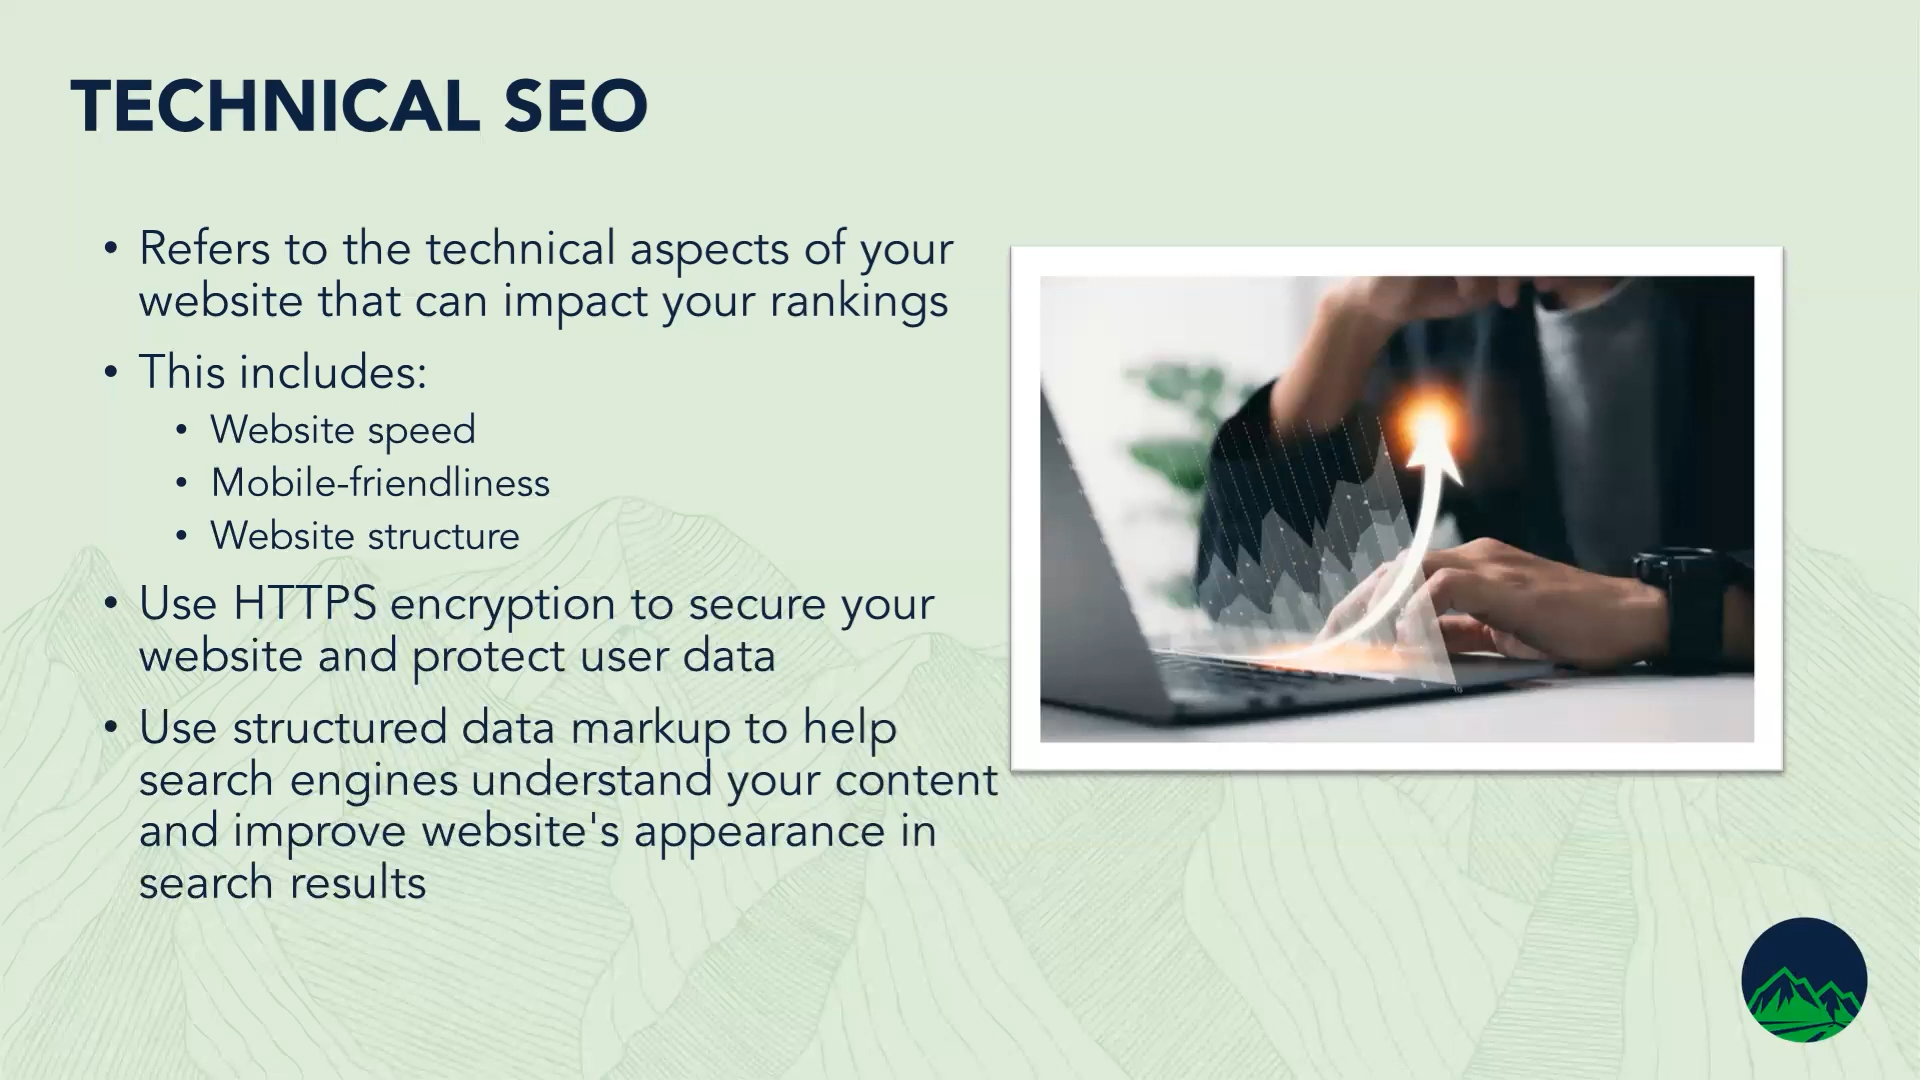 TECHNICAL SEO
• Refers to the technical aspects of your
website that can impact your rankings
• This includes:
• Website speed
• Mobile-friendliness
• Website structure
• Use HTTPS encryption to secure your
website and protect user data
• Use structured data markup to help
search engines understand your content
and improve website's appearance in
search results